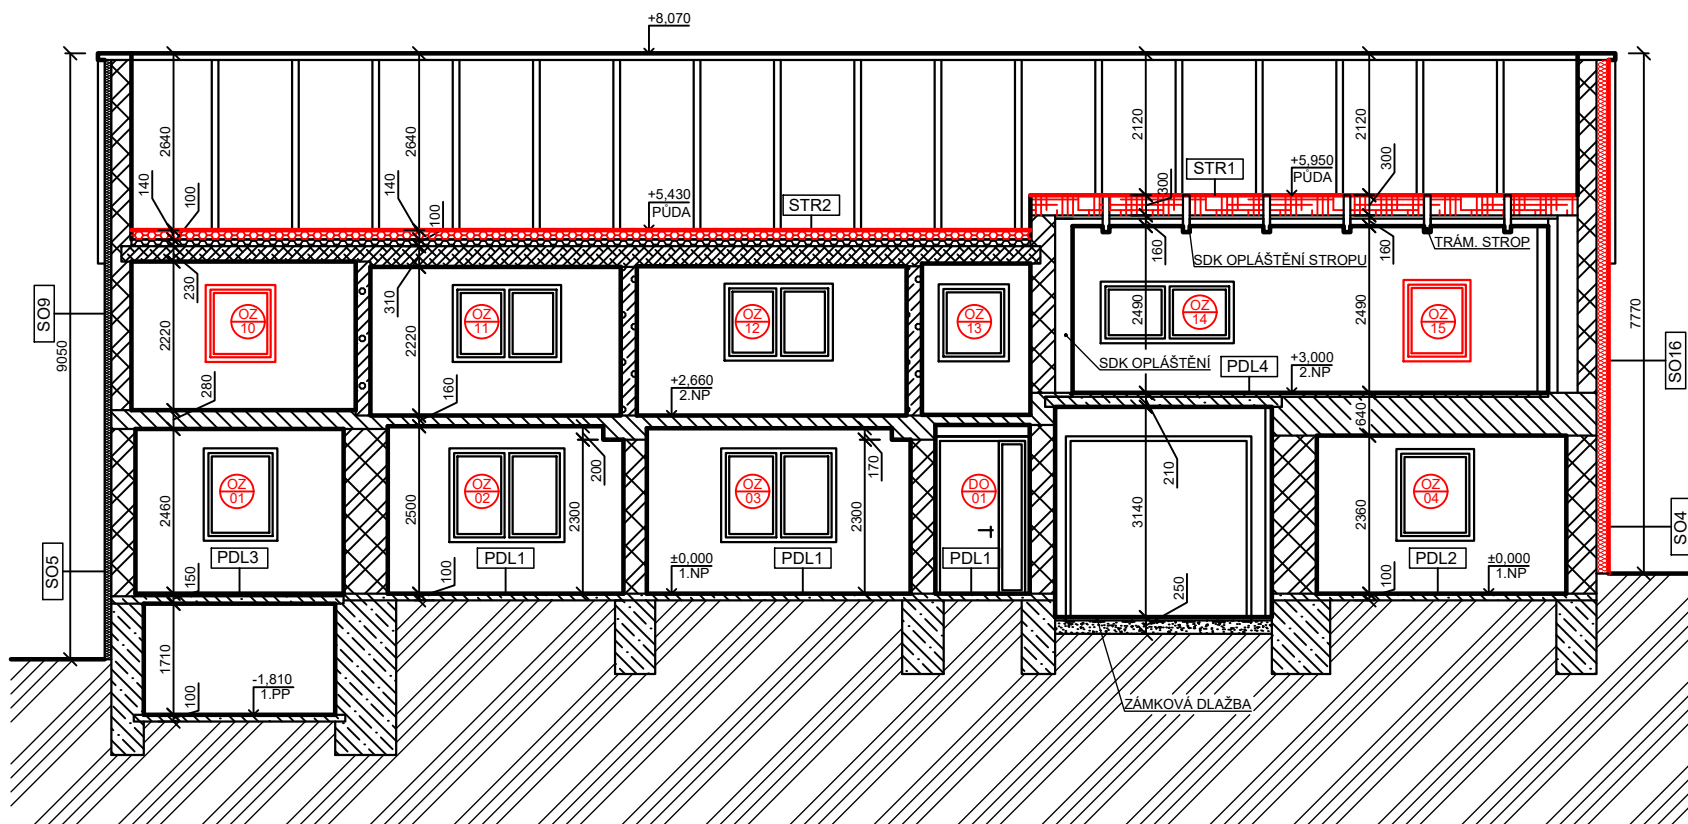 +8,070
2640
2640
2120
2120
140
100
140
100
+5,430
PŮDA
STR2
300
STR1
+5,950
PŮDA
300
160
SDK OPLÁŠTĚNÍ STROPU
160
TRÁM. STROP
SO9
9050
230
310
2220
2220
2490
2490
OZ
10
OZ
11
OZ
12
OZ
13
OZ
14
OZ
15
7770
SO16
SDK OPLÁŠTĚNÍ
PDL4
+3,000
2.NP
280
160
+2,660
2.NP
640
200
170
210
2460
2500
2300
2300
3140
2360
OZ
01
OZ
02
OZ
03
DO
01
OZ
04
SO4
SO5
PDL3
PDL1
PDL1
PDL1
PDL2
150
100
±0,000
1.NP
250
100
±0,000
1.NP
1710
100
-1,810
1.PP
ZÁMKOVÁ DLAŽBA